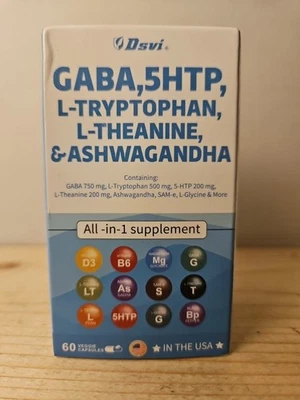 Dsvi®
GABA,5HTP,
L-TRYPTOPHAN,
L-THEANINE,
&ASHWAGANDHA
Containing:
GABA 750 mg, L-Tryptophan 500 mg, 5-HTP 200 mg,
L-Theanine 200 mg, Ashwagandha, SAM-e, L-Glycine & More
All -in-1 supplement
D3 B6 Mg G
LT As S T
L 5HTP G Bp
60 VEGGIE CAPSULES ★ IN THE USA ★